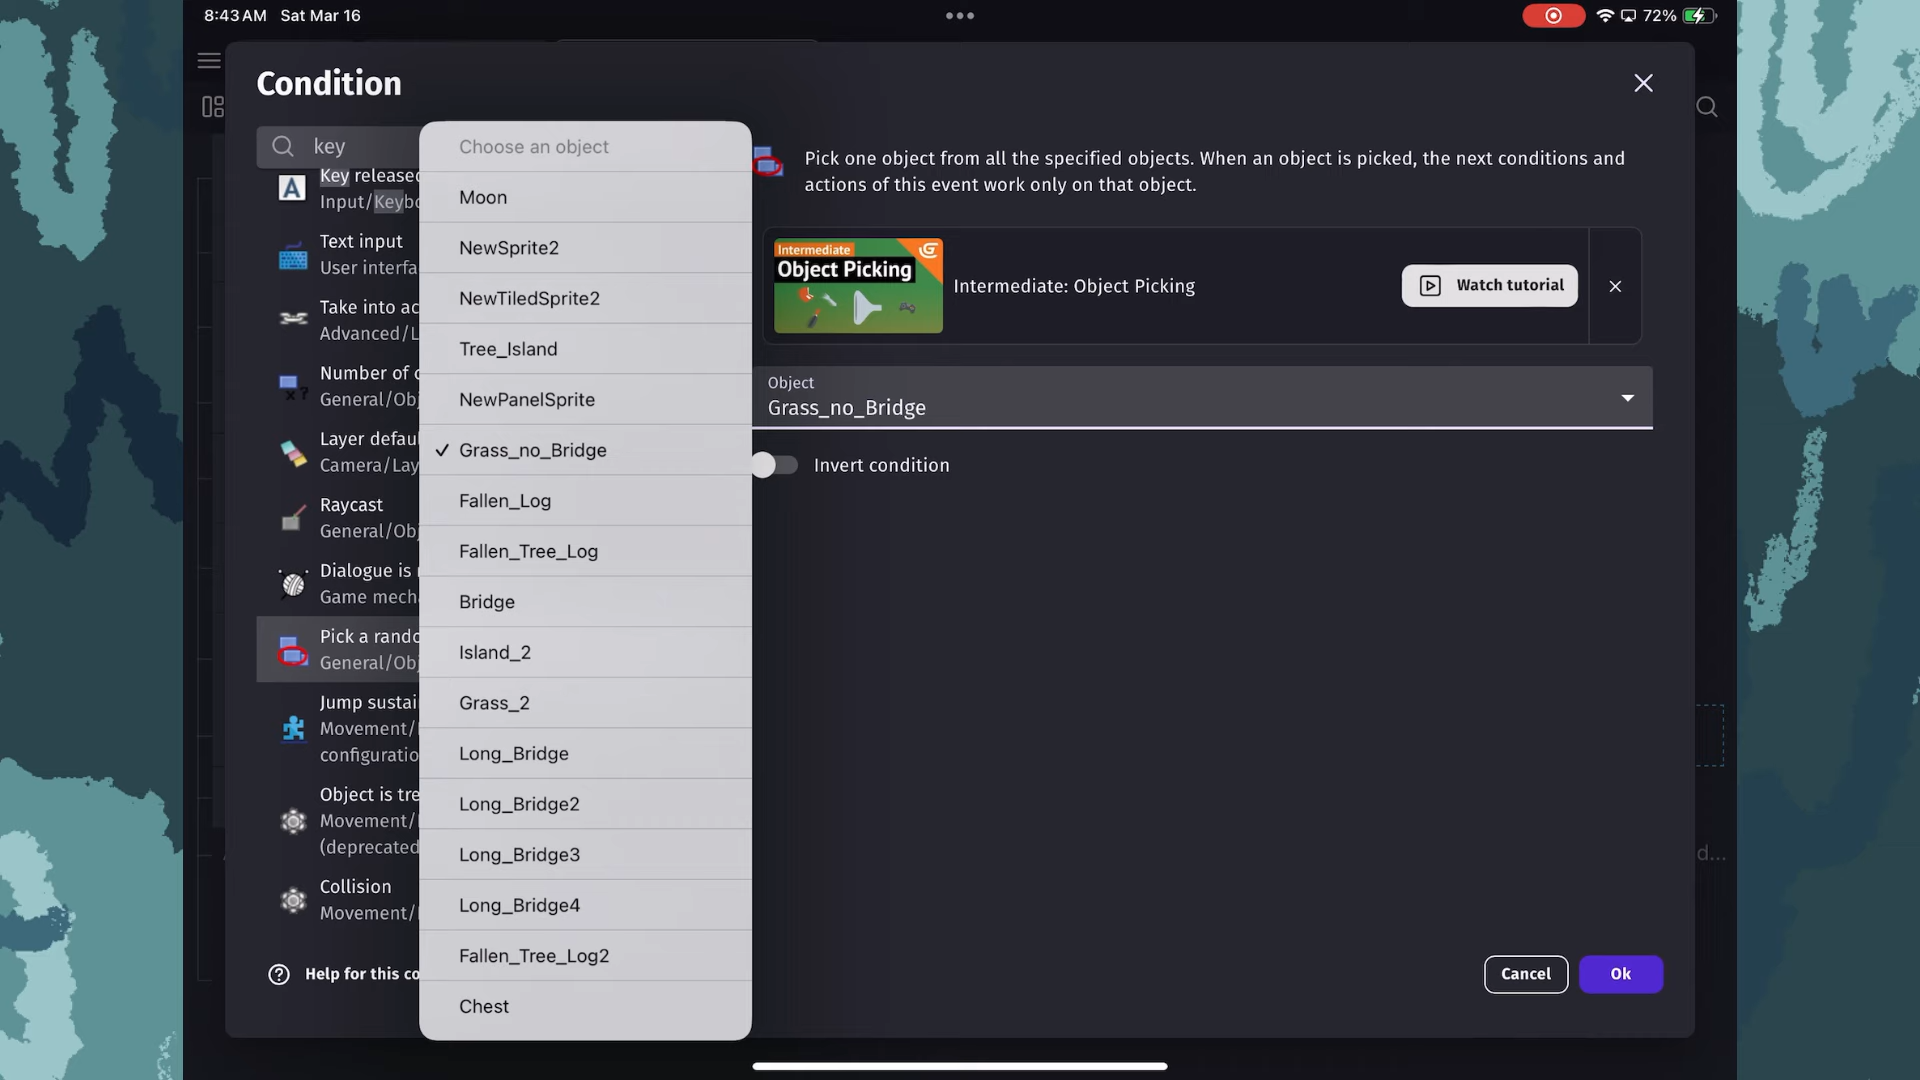 8:43 AM Sat Mar 16
72%
Condition
key
Key released
Input/Keybo
Text input
User interfa
Take into ac
Advanced/L
Number of o
General/Obj
Layer defau
Camera/Lay
Raycast
General/Obj
Dialogue is
Game mech
Pick a rando
General/Obj
Jump sustai
Movement/
configuratio
Object is tre
Movement/
(deprecated
Collision
Movement/
Help for this co
Choose an object
Moon
NewSprite2
NewTiledSprite2
Tree_Island
NewPanelSprite
Grass_no_Bridge
Fallen_Log
Fallen_Tree_Log
Bridge
Island_2
Grass_2
Long_Bridge
Long_Bridge2
Long_Bridge3
Long_Bridge4
Fallen_Tree_Log2
Chest
Pick one object from all the specified objects. When an object is picked, the next conditions and
actions of this event work only on that object.
Intermediate
Object Picking
Intermediate: Object Picking
Watch tutorial
Object
Grass_no_Bridge
Invert condition
d...
Cancel
Ok